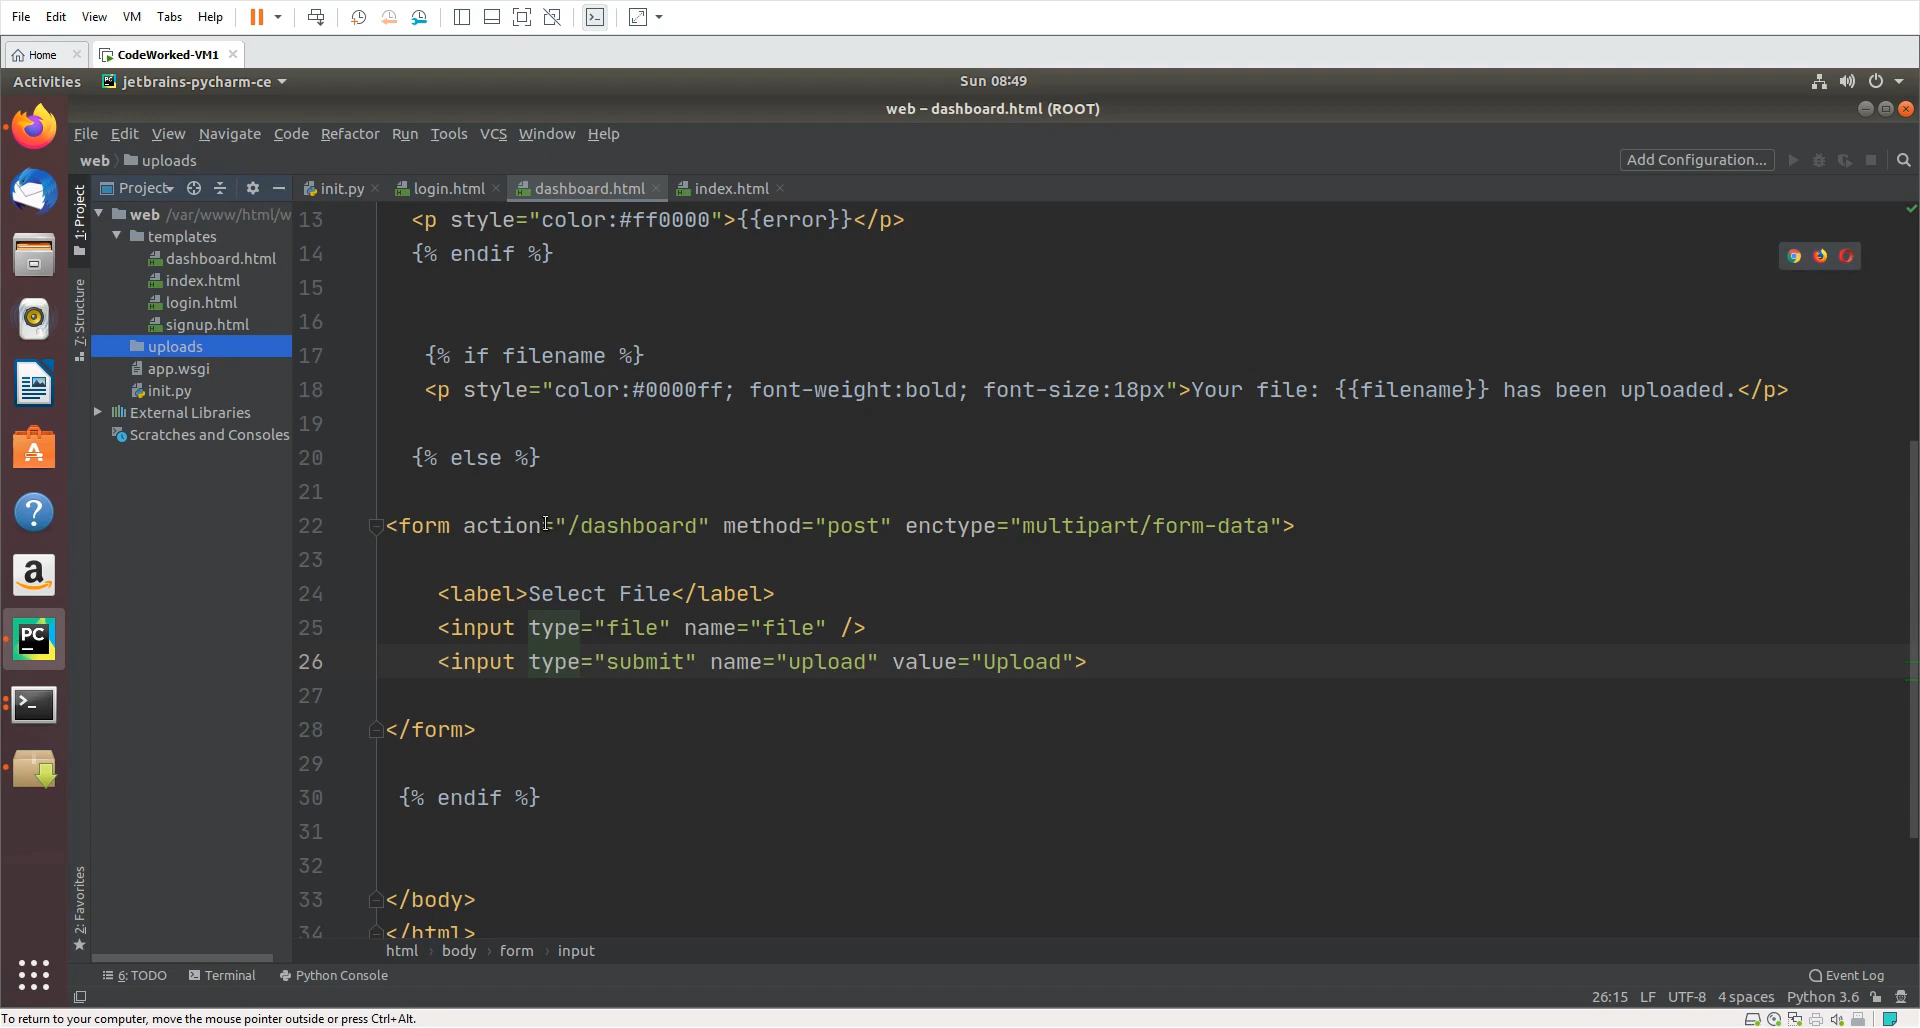 File Edit View VM Tabs Help
Home CodeWorked-VM1
Activities jetbrains-pycharm-ce Sun 08:49
web – dashboard.html (ROOT)
File Edit View Navigate Code Refactor Run Tools VCS Window Help
web uploads Add Configuration...
Project init.py login.html dashboard.html index.html
1: Project
7: Structure
2: Favorites
web /var/www/html/w
templates
dashboard.html
index.html
login.html
signup.html
uploads
app.wsgi
init.py
External Libraries
Scratches and Consoles
13 <p style="color:#ff0000">{{error}}</p>
14 {% endif %}
15
16
17 {% if filename %}
18 <p style="color:#0000ff; font-weight:bold; font-size:18px">Your file: {{filename}} has been uploaded.</p>
19
20 {% else %}
21
22 <form action="/dashboard" method="post" enctype="multipart/form-data">
23
24 <label>Select File</label>
25 <input type="file" name="file" />
26 <input type="submit" name="upload" value="Upload">
27
28 </form>
29
30 {% endif %}
31
32
33 </body>
34 </html>
html body form input
6: TODO Terminal Python Console Event Log
26:15 LF UTF-8 4 spaces Python 3.6
To return to your computer, move the mouse pointer outside or press Ctrl+Alt.